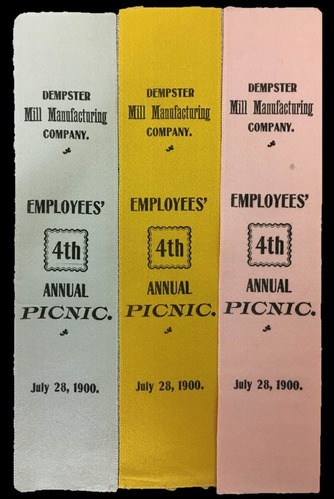 DEMPSTER
Mill Manufacturing
COMPANY.
EMPLOYEES'
4th
ANNUAL
PICNIC.
July 28, 1900.
DEMPSTER
Mill Manufacturing
COMPANY.
EMPLOYEES'
4th
ANNUAL
PICNIC.
July 28, 1900.
DEMPSTER
Mill Manufacturing
COMPANY.
EMPLOYEES'
4th
ANNUAL
PICNIC.
July 28, 1900.